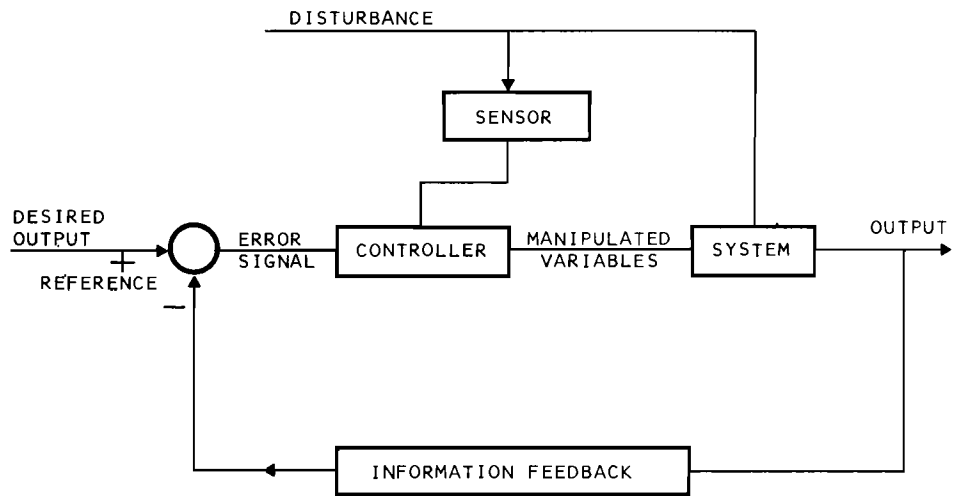 DISTURBANCE
SENSOR
DESIRED
OUTPUT
+
REFERENCE
−
ERROR
SIGNAL
CONTROLLER
MANIPULATED
VARIABLES
SYSTEM
OUTPUT
INFORMATION FEEDBACK